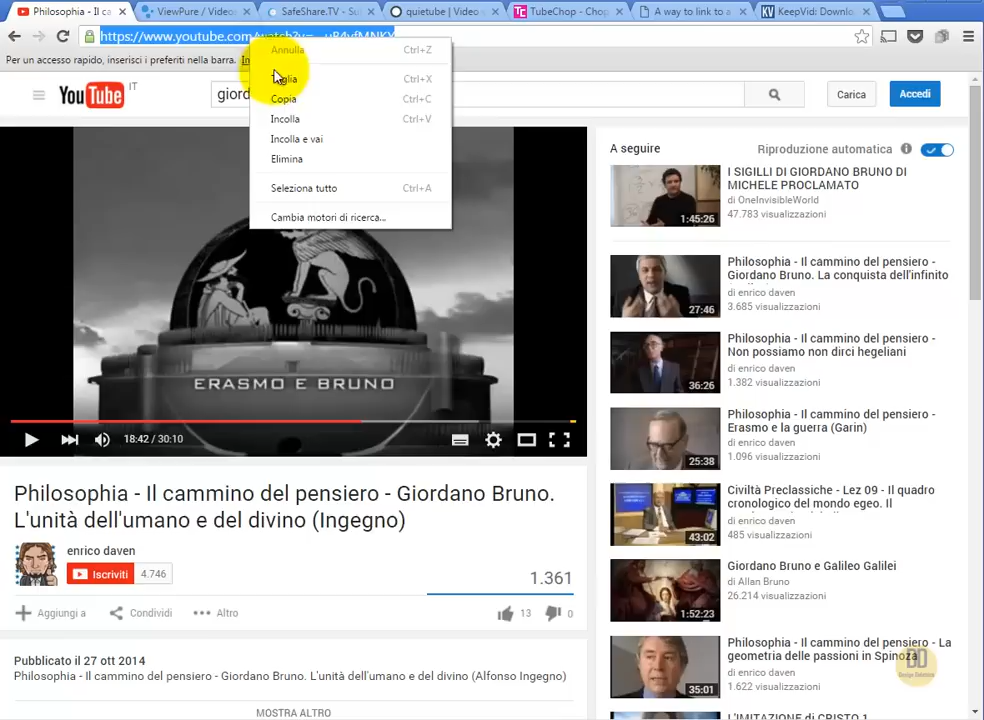 Philosophia - Il ca
ViewPure / Video
SafeShare.TV - Su
quietube | Video
TubeChop - Chop
A way to link to a
KeepVid: Downlo
https://www.youtube.com/watch?v=
Per un accesso rapido, inserisci i preferiti nella barra.
Annulla Ctrl+Z
Ctrl+X
Copia Ctrl+C
Incolla Ctrl+V
Incolla e vai
Elimina
Seleziona tutto Ctrl+A
Cambia motori di ricerca...
YouTube IT
giord
Carica
Accedi
ERASMO E BRUNO
18:42 / 30:10
Philosophia - Il cammino del pensiero - Giordano Bruno.
L'unità dell'umano e del divino (Ingegno)
enrico daven
Iscriviti 4.746
1.361
Aggiungi a Condividi Altro 13 0
Pubblicato il 27 ott 2014
Philosophia - Il cammino del pensiero - Giordano Bruno. L'unità dell'umano e del divino (Alfonso Ingegno)
MOSTRA ALTRO
A seguire Riproduzione automatica
I SIGILLI DI GIORDANO BRUNO DI
MICHELE PROCLAMATO
di OneInvisibleWorld
47.783 visualizzazioni
1:45:26
Philosophia - Il cammino del pensiero -
Giordano Bruno. La conquista dell'infinito
di enrico daven
3.685 visualizzazioni
27:46
Philosophia - Il cammino del pensiero -
Non possiamo non dirci hegeliani
di enrico daven
1.382 visualizzazioni
36:26
Philosophia - Il cammino del pensiero -
Erasmo e la guerra (Garin)
di enrico daven
1.096 visualizzazioni
25:38
Civiltà Preclassiche - Lez 09 - Il quadro
cronologico del mondo egeo. Il
di enrico daven
485 visualizzazioni
43:02
Giordano Bruno e Galileo Galilei
di Allan Bruno
26.214 visualizzazioni
1:52:23
Philosophia - Il cammino del pensiero - La
geometria delle passioni in Spinoza
di enrico daven
1.622 visualizzazioni
35:01
L'IMITAZIONE di CRISTO 1